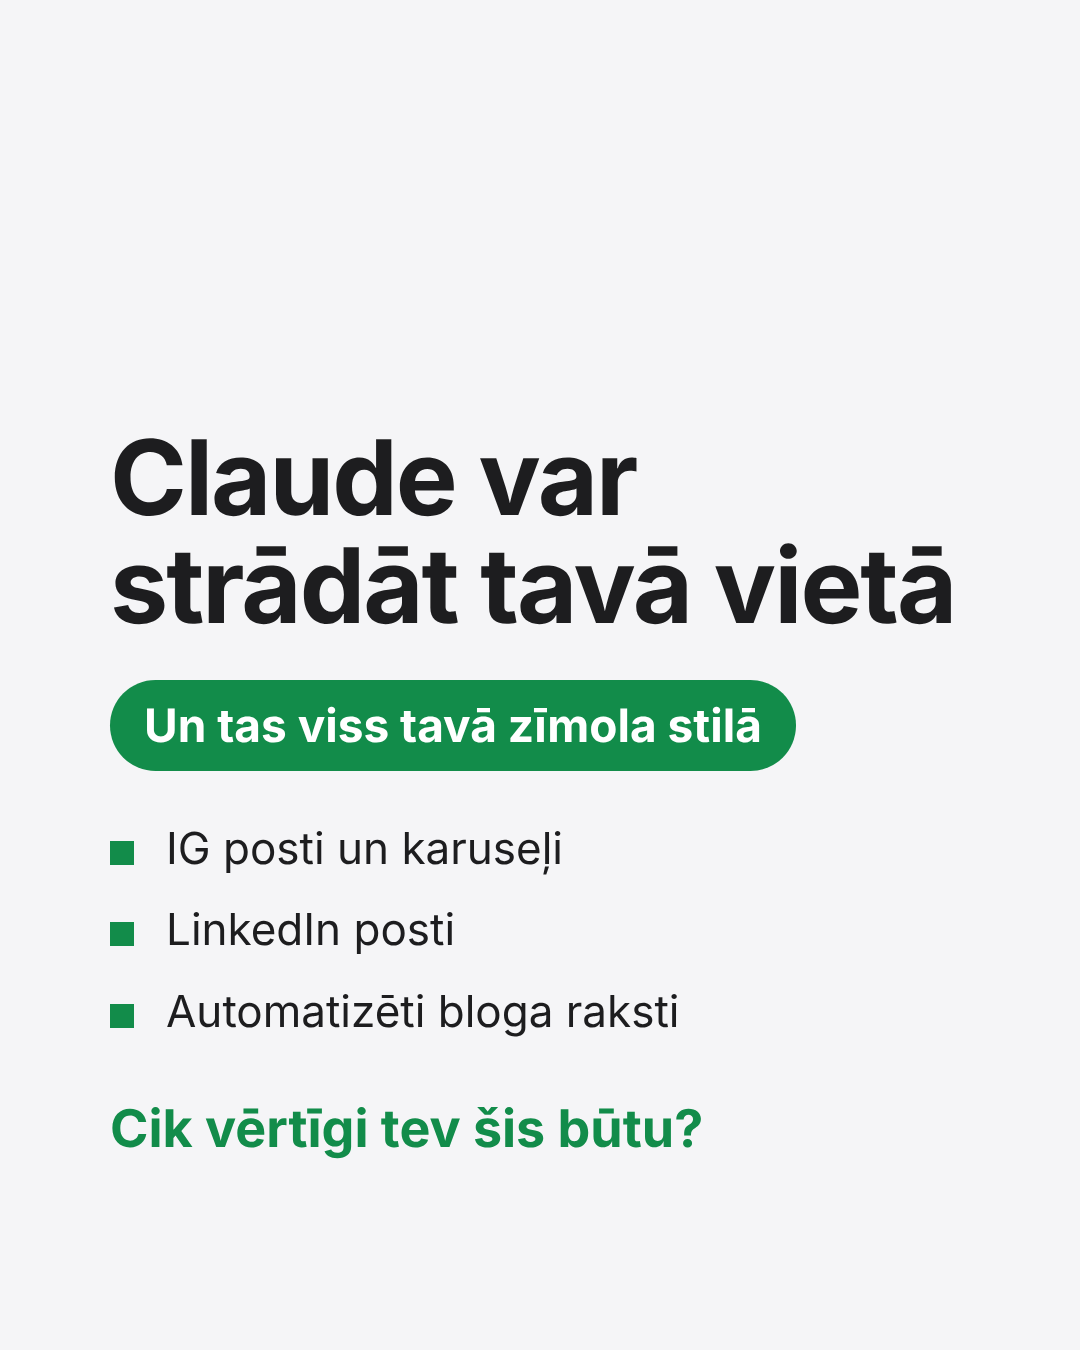 Claude var
strādāt tavā vietā
Un tas viss tavā zīmola stilā
IG posti un karuseļi
LinkedIn posti
Automatizēti bloga raksti
Cik vērtīgi tev šis būtu?